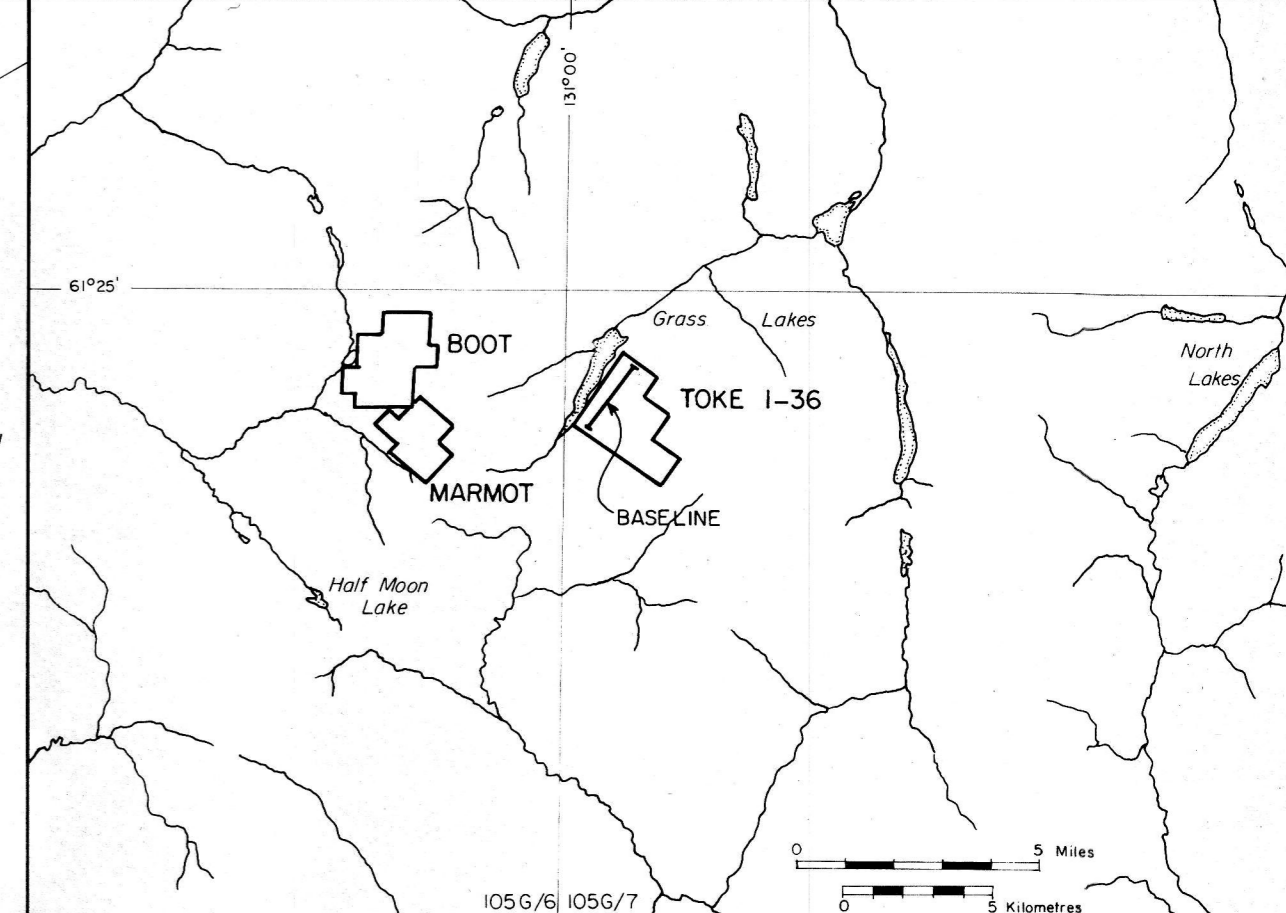 131°00'
61°25'
Grass Lakes
BOOT
North
Lakes
TOKE 1-36
MARMOT
BASELINE
Half Moon
Lake
0 5 Miles
105G/6 105G/7
0 5 Kilometres